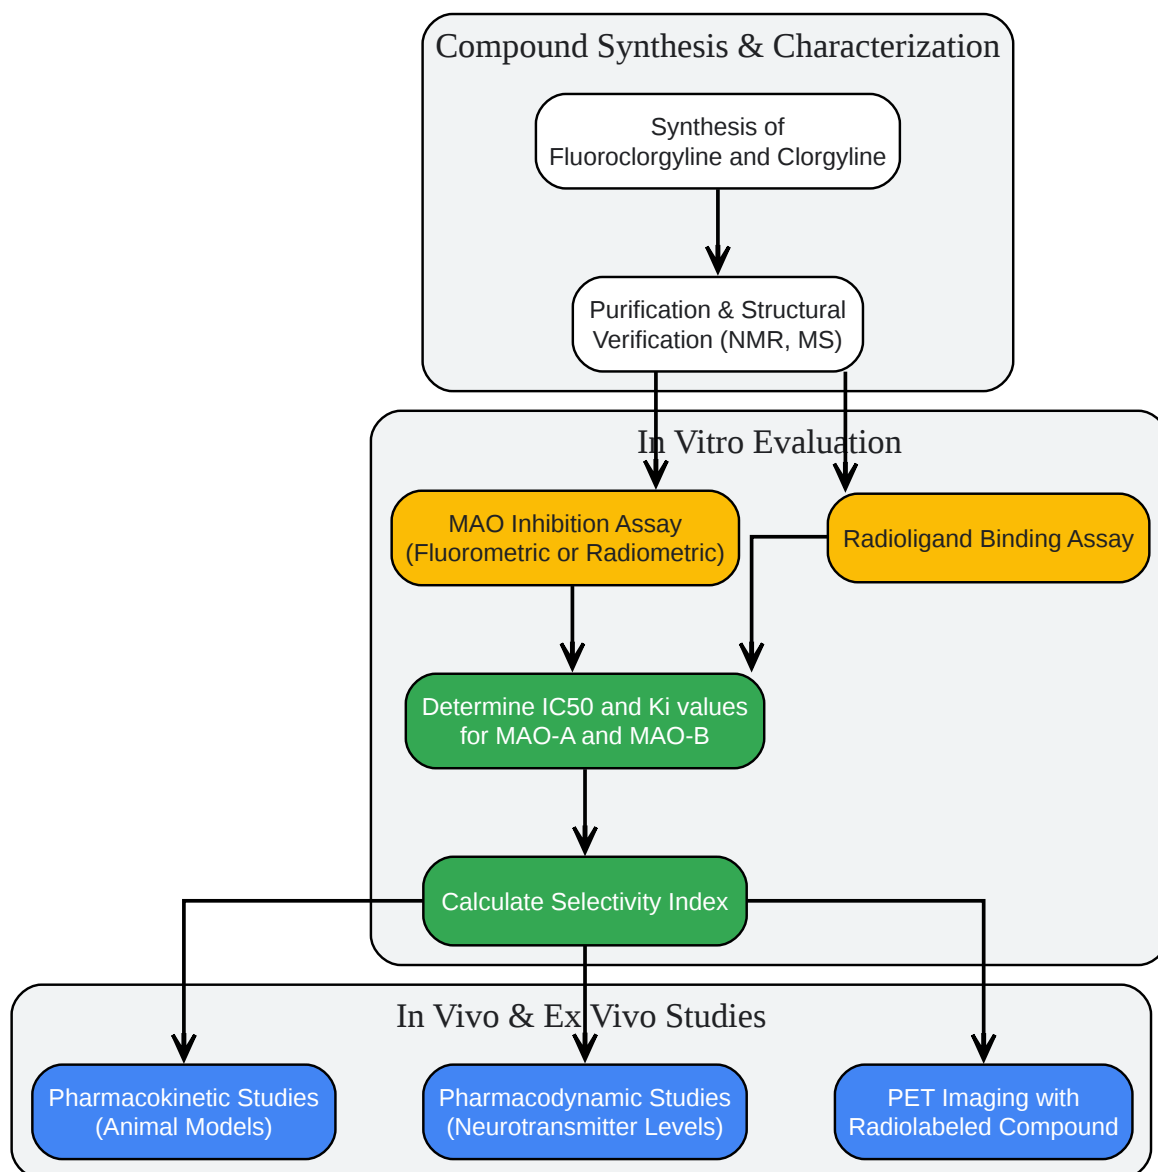 Compound Synthesis & Characterization
Synthesis of
Fluoroclorgyline and Clorgyline
Purification & Structural
Verification (NMR, MS)
In Vitro Evaluation
MAO Inhibition Assay
(Fluorometric or Radiometric)
Radioligand Binding Assay
Determine IC50 and Ki values
for MAO-A and MAO-B
Calculate Selectivity Index
In Vivo & Ex Vivo Studies
Pharmacokinetic Studies
(Animal Models)
Pharmacodynamic Studies
(Neurotransmitter Levels)
PET Imaging with
Radiolabeled Compound